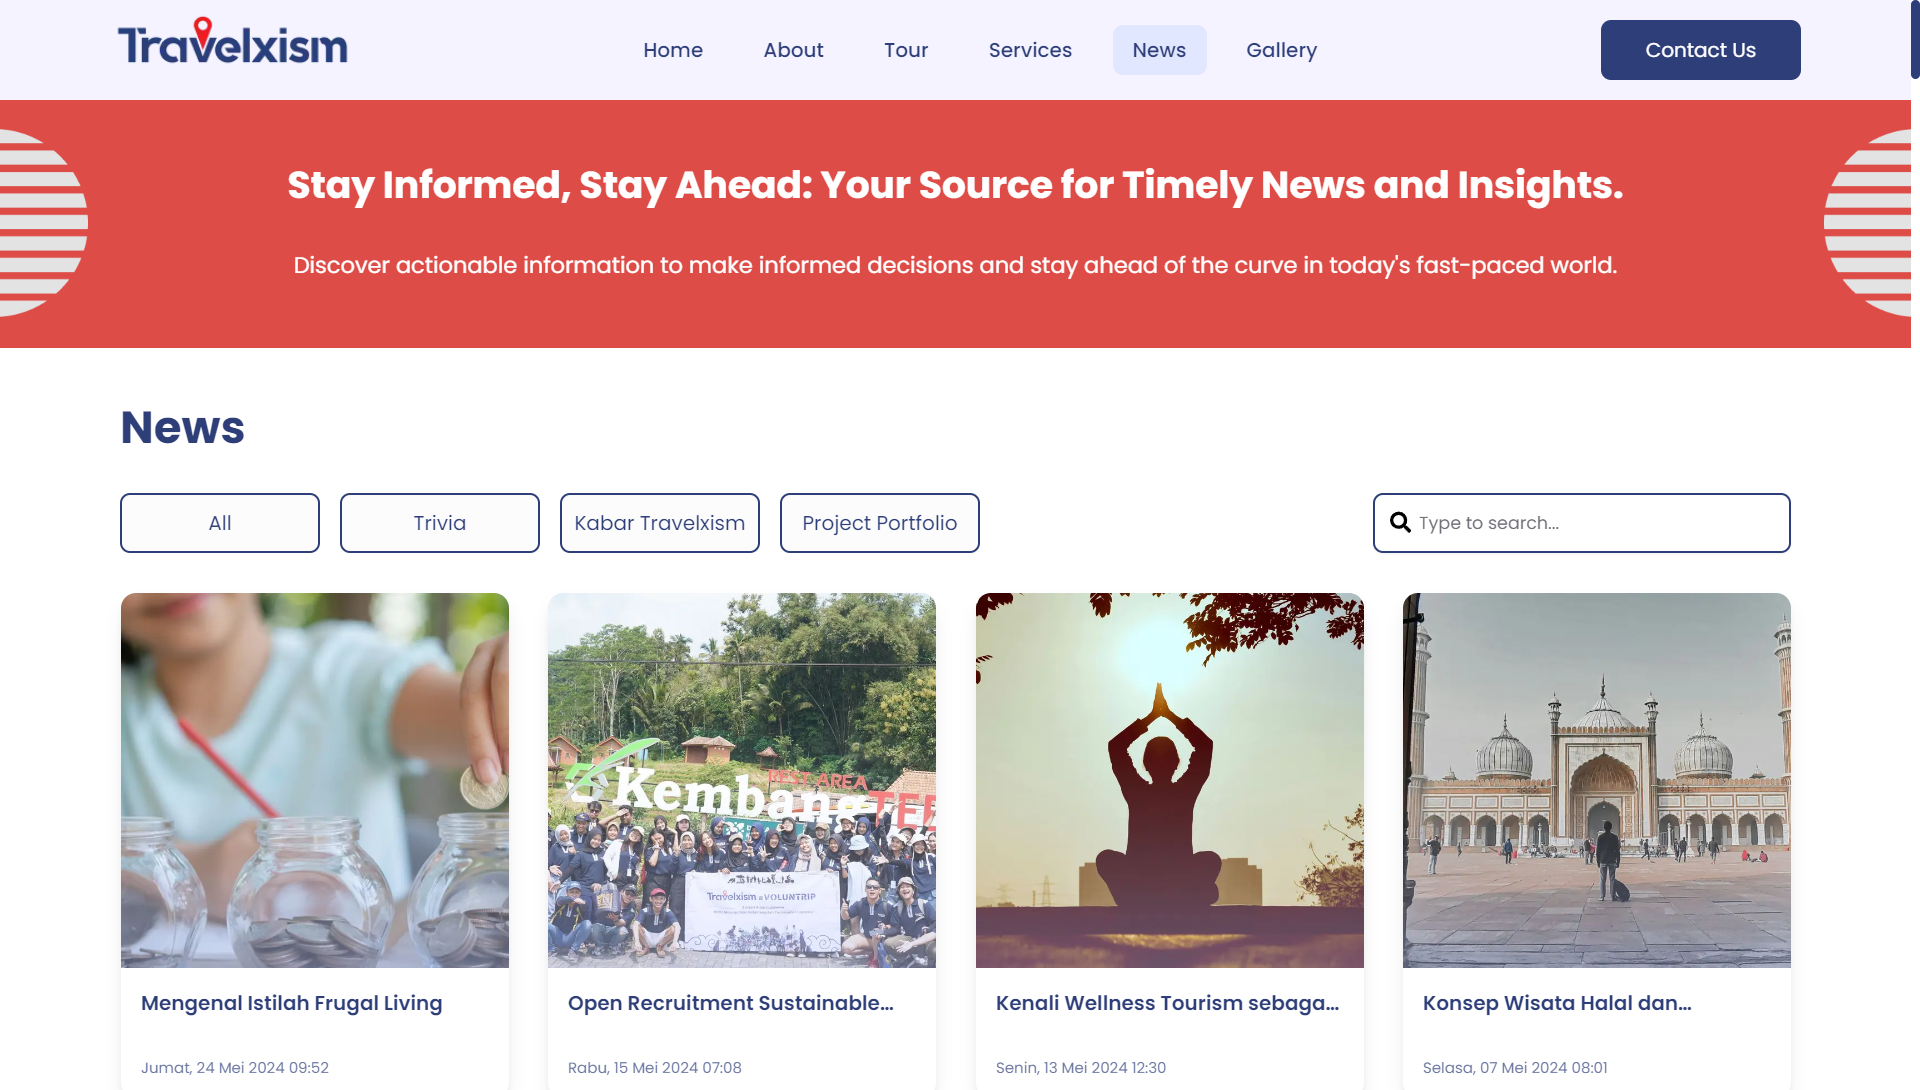 Travelxism
Home
About
Tour
Services
News
Gallery
Contact Us
Stay Informed, Stay Ahead: Your Source for Timely News and Insights.
Discover actionable information to make informed decisions and stay ahead of the curve in today's fast-paced world.
News
All
Trivia
Kabar Travelxism
Project Portfolio
Type to search...
REST AREA
Kembang
Travelxism & VOLUNTRIP
Mengenal Istilah Frugal Living
Jumat, 24 Mei 2024 09:52
Open Recruitment Sustainable...
Rabu, 15 Mei 2024 07:08
Kenali Wellness Tourism sebaga...
Senin, 13 Mei 2024 12:30
Konsep Wisata Halal dan...
Selasa, 07 Mei 2024 08:01